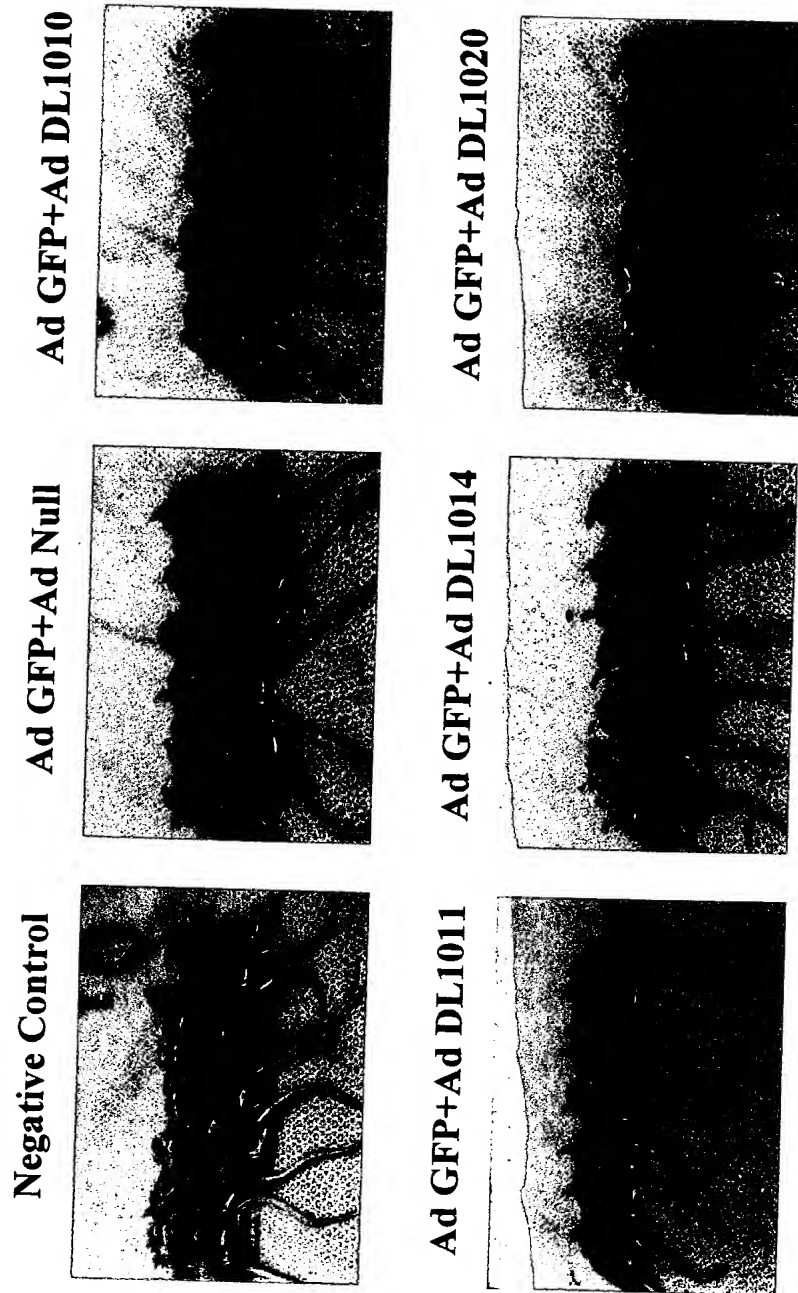 Negative Control
Ad GFP+Ad Null
Ad GFP+Ad DL1010
Ad GFP+Ad DL1011
Ad GFP+Ad DL1014
Ad GFP+Ad DL1020